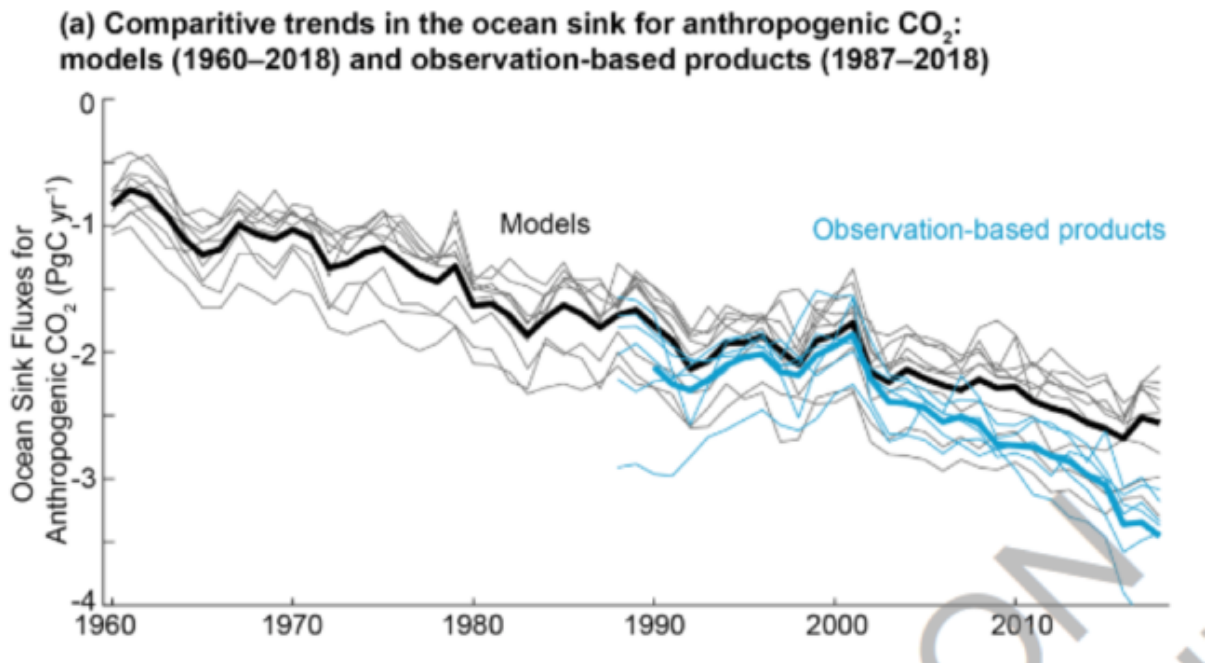 (a) Comparitive trends in the ocean sink for anthropogenic CO₂:
models (1960–2018) and observation-based products (1987–2018)
0
-1
-2
-3
-4
Ocean Sink Fluxes for
Anthropogenic CO₂ (PgC yr⁻¹)
Models
Observation-based products
1960
1970
1980
1990
2000
2010
ON